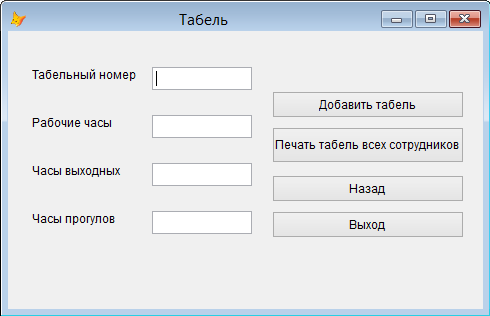 Табель
Табельный номер
Рабочие часы
Часы выходных
Часы прогулов
Добавить табель
Печать табель всех сотрудников
Назад
Выход